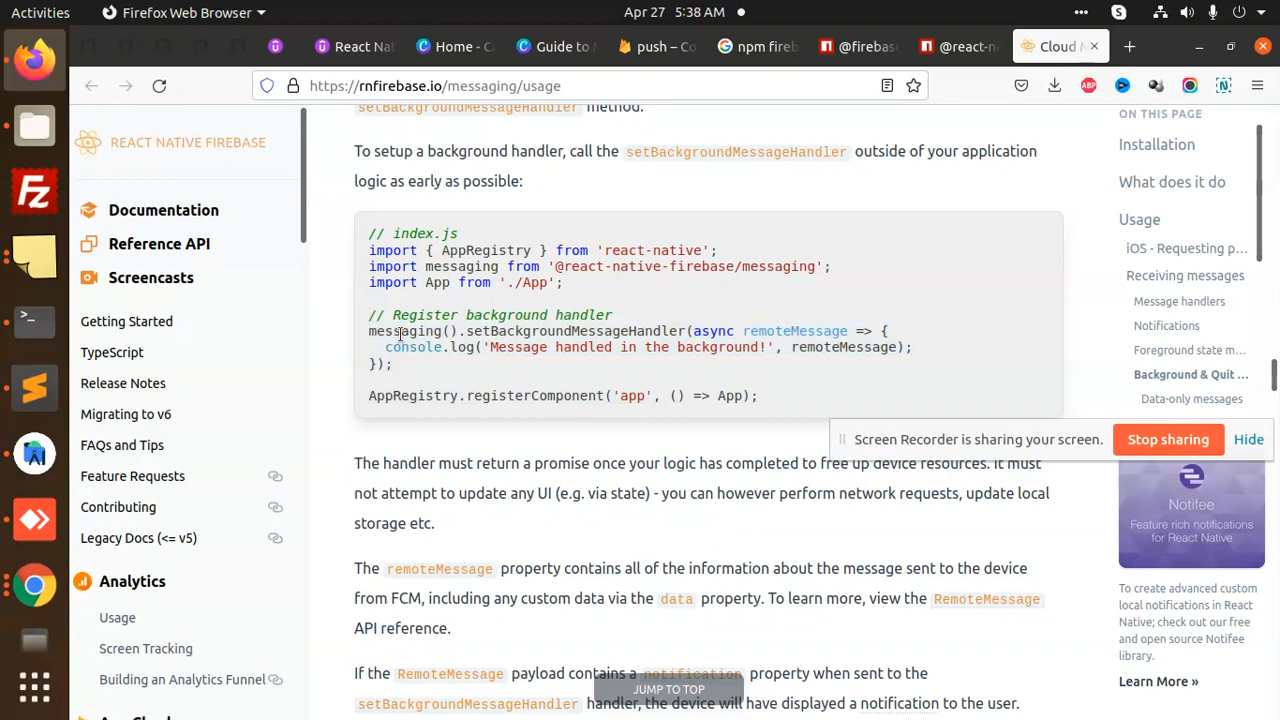 Activities
Firefox Web Browser
Apr 27 5:38 AM
React Na
Home - C
Guide to
push – Co
npm fireb
@firebas
@react-n
Cloud M
https://rnfirebase.io/messaging/usage
REACT NATIVE FIREBASE
Documentation
Reference API
Screencasts
Getting Started
TypeScript
Release Notes
Migrating to v6
FAQs and Tips
Feature Requests
Contributing
Legacy Docs (<= v5)
Analytics
Usage
Screen Tracking
Building an Analytics Funnel
setBackgroundMessageHandler method.
To setup a background handler, call the setBackgroundMessageHandler outside of your application
logic as early as possible:
// index.js
import { AppRegistry } from 'react-native';
import messaging from '@react-native-firebase/messaging';
import App from './App';
// Register background handler
messaging().setBackgroundMessageHandler(async remoteMessage => {
console.log('Message handled in the background!', remoteMessage);
});
AppRegistry.registerComponent('app', () => App);
Screen Recorder is sharing your screen.
Stop sharing
Hide
The handler must return a promise once your logic has completed to free up device resources. It must
not attempt to update any UI (e.g. via state) - you can however perform network requests, update local
storage etc.
The remoteMessage property contains all of the information about the message sent to the device
from FCM, including any custom data via the data property. To learn more, view the RemoteMessage
API reference.
If the RemoteMessage payload contains a notification property when sent to the
JUMP TO TOP
setBackgroundMessageHandler handler, the device will have displayed a notification to the user.
ON THIS PAGE
Installation
What does it do
Usage
iOS - Requesting p...
Receiving messages
Message handlers
Notifications
Foreground state m...
Background & Quit ...
Data-only messages
Notifee
Feature rich notifications
for React Native
To create advanced custom
local notifications in React
Native; check out our free
and open source Notifee
library.
Learn More »